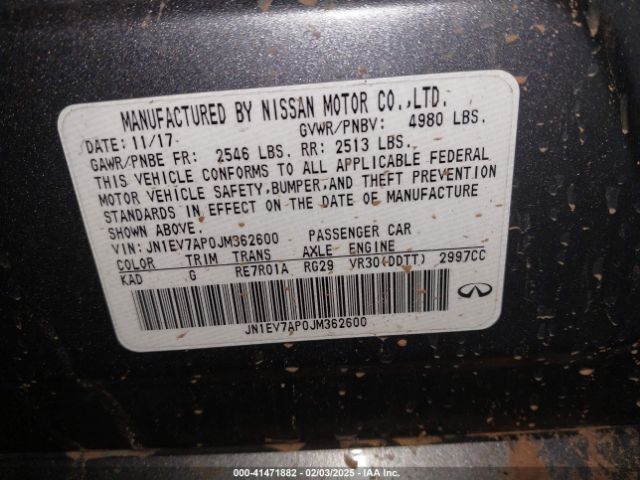 MANUFACTURED BY NISSAN MOTOR CO.,LTD.
DATE: 11/17 GVWR/PNBV: 4980 LBS.
GAWR/PNBE FR: 2546 LBS. RR: 2513 LBS.
THIS VEHICLE CONFORMS TO ALL APPLICABLE FEDERAL
MOTOR VEHICLE SAFETY,BUMPER,AND THEFT PREVENTION
STANDARDS IN EFFECT ON THE DATE OF MANUFACTURE
SHOWN ABOVE.
VIN: JN1EV7AP0JM362600 PASSENGER CAR
COLOR TRIM TRANS AXLE ENGINE
KAD G RE7R01A RG29 VR30(DDTT) 2997CC
JN1EV7AP0JM362600
000-41471882 — 02/03/2025 — IAA Inc.